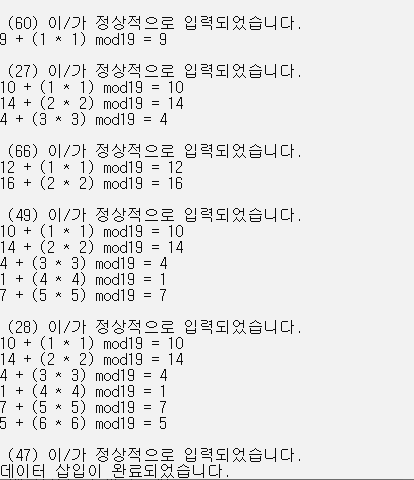 (60) 이/가 정상적으로 입력되었습니다.
9 + (1 * 1) mod19 = 9
(27) 이/가 정상적으로 입력되었습니다.
10 + (1 * 1) mod19 = 10
14 + (2 * 2) mod19 = 14
4 + (3 * 3) mod19 = 4
(66) 이/가 정상적으로 입력되었습니다.
12 + (1 * 1) mod19 = 12
16 + (2 * 2) mod19 = 16
(49) 이/가 정상적으로 입력되었습니다.
10 + (1 * 1) mod19 = 10
14 + (2 * 2) mod19 = 14
4 + (3 * 3) mod19 = 4
1 + (4 * 4) mod19 = 1
7 + (5 * 5) mod19 = 7
(28) 이/가 정상적으로 입력되었습니다.
10 + (1 * 1) mod19 = 10
14 + (2 * 2) mod19 = 14
4 + (3 * 3) mod19 = 4
1 + (4 * 4) mod19 = 1
7 + (5 * 5) mod19 = 7
5 + (6 * 6) mod19 = 5
(47) 이/가 정상적으로 입력되었습니다.
데이터 삽입이 완료되었습니다.